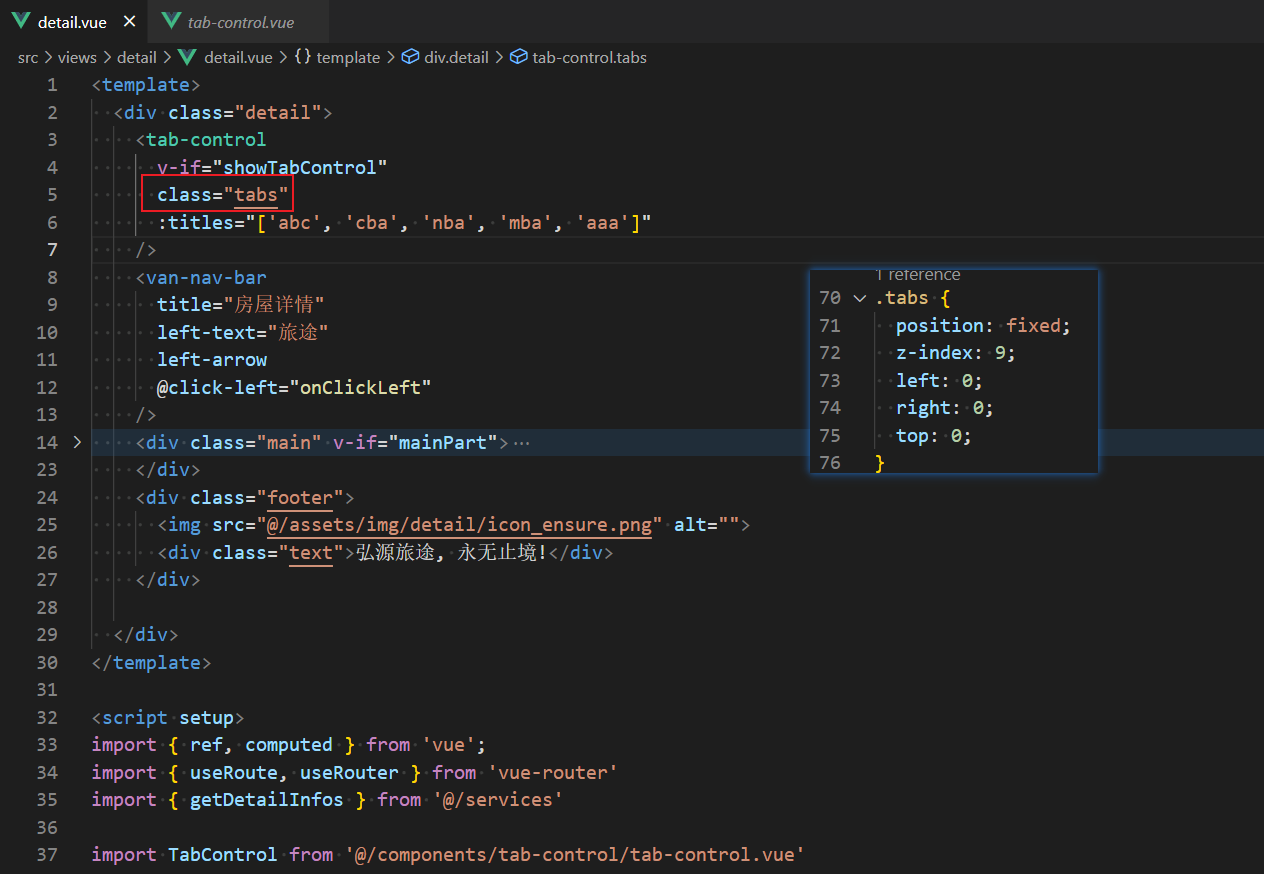 detail.vue tab-control.vue
src > views > detail > detail.vue > {} template > div.detail > tab-control.tabs
1 <template>
2 <div class="detail">
3 <tab-control
4 v-if="showTabControl"
5 class="tabs"
6 :titles="['abc', 'cba', 'nba', 'mba', 'aaa']"
7 />
8 <van-nav-bar
9 title="房屋详情"
10 left-text="旅途"
11 left-arrow
12 @click-left="onClickLeft"
13 />
14 <div class="main" v-if="mainPart">…
23 </div>
24 <div class="footer">
25 <img src="@/assets/img/detail/icon_ensure.png" alt="">
26 <div class="text">弘源旅途, 永无止境!</div>
27 </div>
28
29 </div>
30 </template>
31
32 <script setup>
33 import { ref, computed } from 'vue';
34 import { useRoute, useRouter } from 'vue-router'
35 import { getDetailInfos } from '@/services'
36
37 import TabControl from '@/components/tab-control/tab-control.vue'
1 reference
70 .tabs {
71 position: fixed;
72 z-index: 9;
73 left: 0;
74 right: 0;
75 top: 0;
76 }